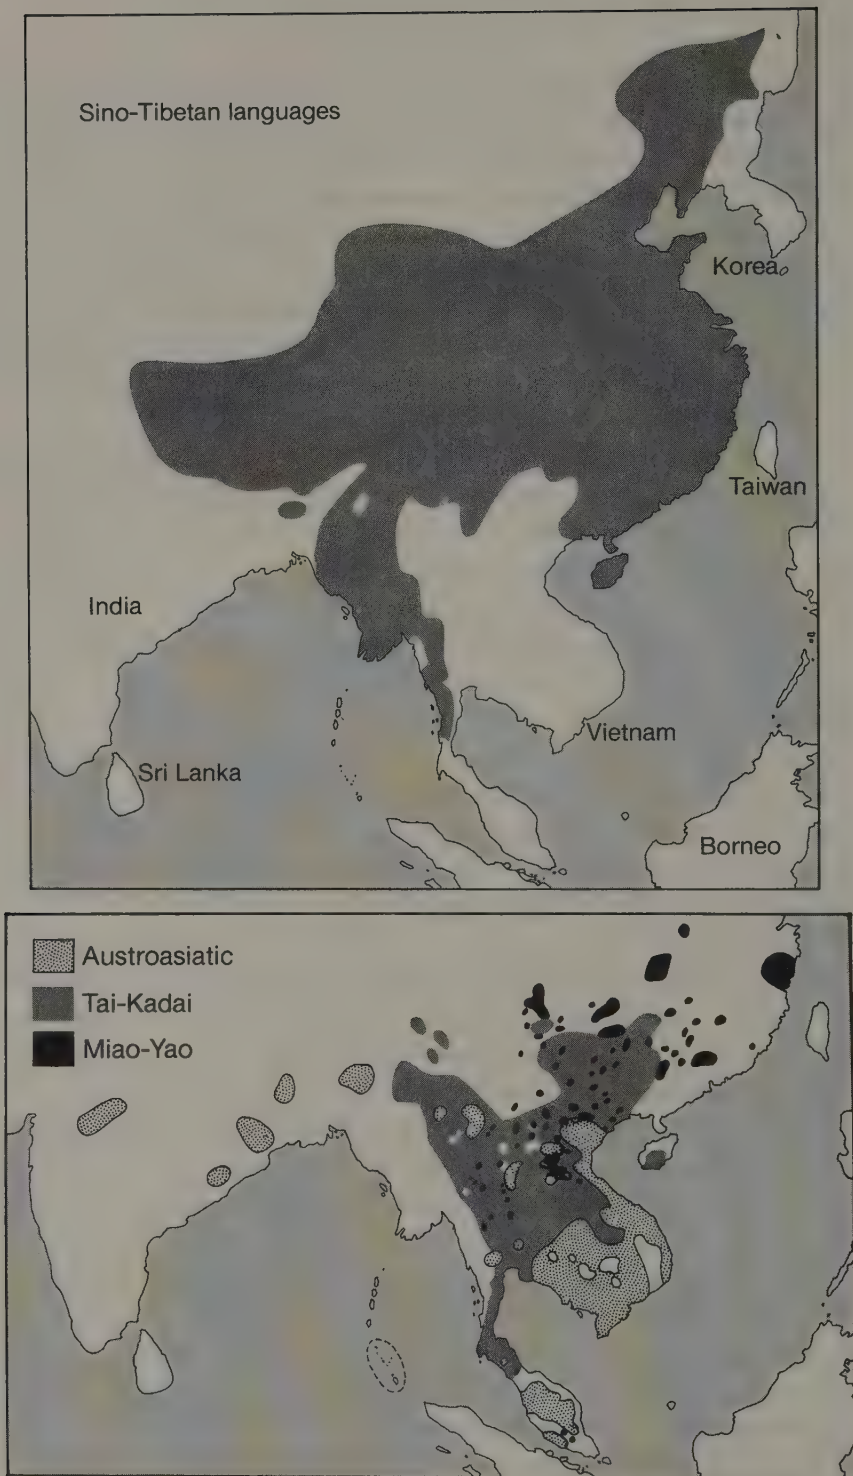 Sino-Tibetan languages
Korea
Taiwan
India
Vietnam
Sri Lanka
Borneo
Austroasiatic
Tai-Kadai
Miao-Yao